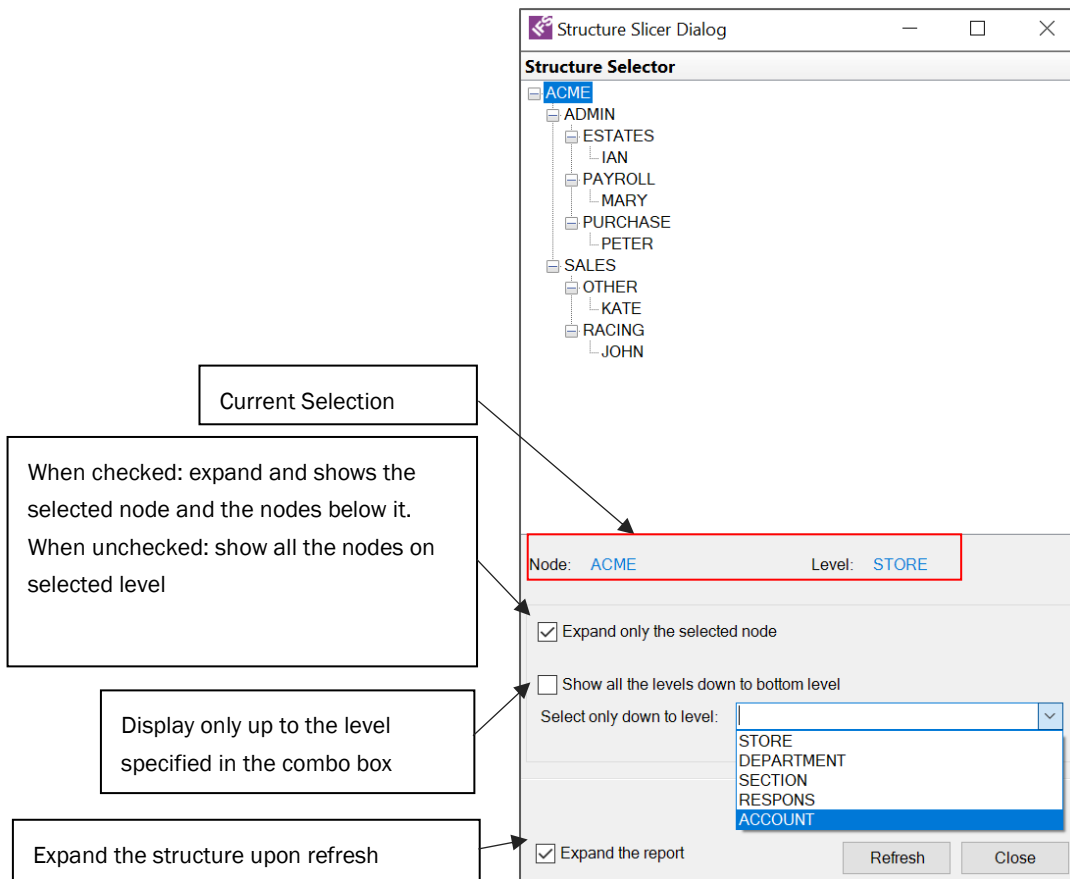 IFS Structure Slicer Dialog
Structure Selector
ACME
ADMIN
ESTATES
IAN
PAYROLL
MARY
PURCHASE
PETER
SALES
OTHER
KATE
RACING
JOHN
Current Selection
When checked: expand and shows the
selected node and the nodes below it.
When unchecked: show all the nodes on
selected level
Node: ACME Level: STORE
Expand only the selected node
Show all the levels down to bottom level
Select only down to level:
STORE
DEPARTMENT
SECTION
RESPONS
ACCOUNT
Display only up to the level
specified in the combo box
Expand the structure upon refresh
Expand the report
Refresh Close